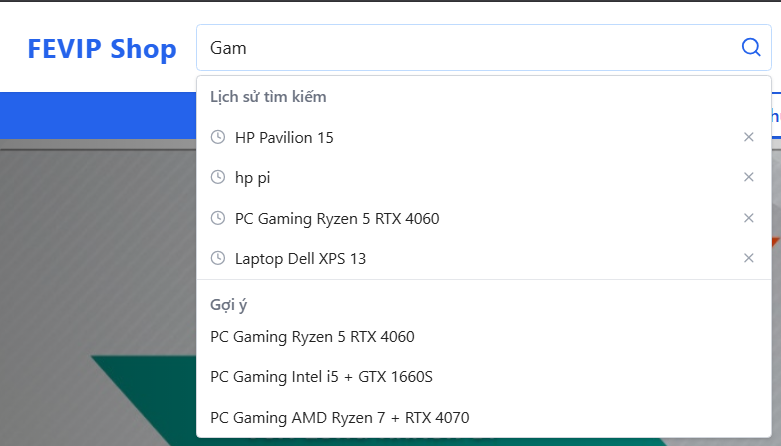 FEVIP Shop
Gam
Lịch sử tìm kiếm
HP Pavilion 15
hp pi
PC Gaming Ryzen 5 RTX 4060
Laptop Dell XPS 13
Gợi ý
PC Gaming Ryzen 5 RTX 4060
PC Gaming Intel i5 + GTX 1660S
PC Gaming AMD Ryzen 7 + RTX 4070